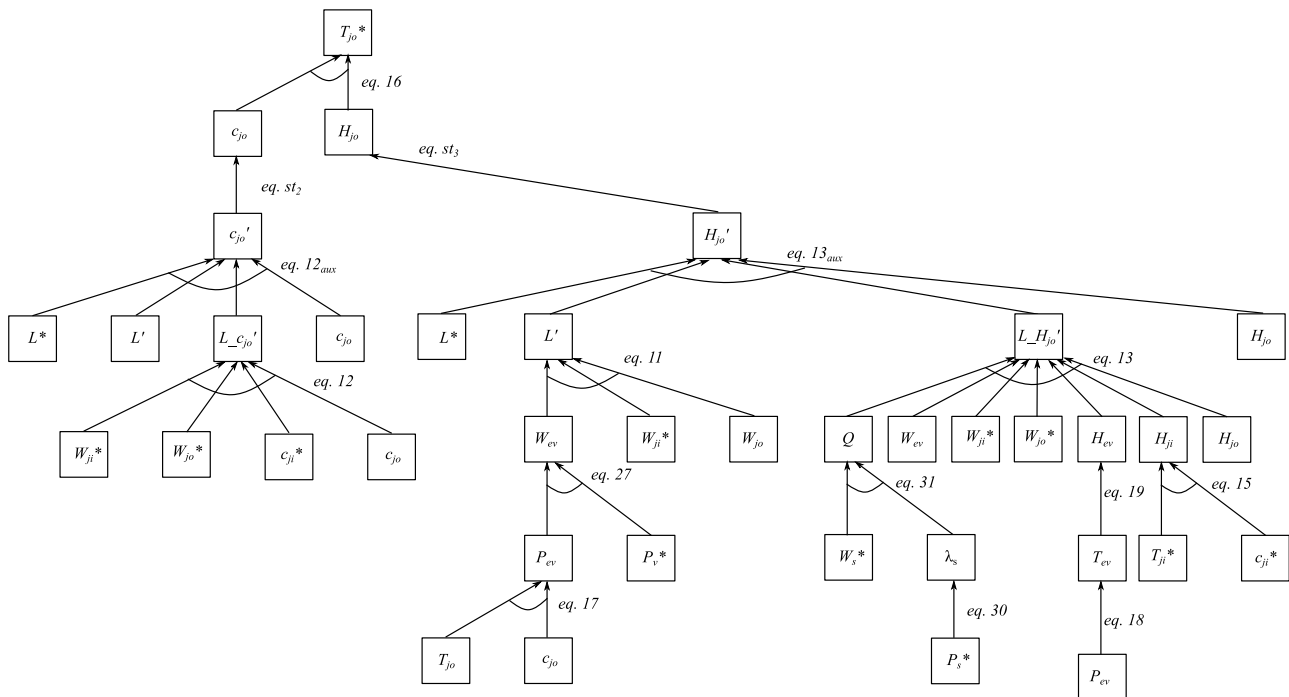 T_jo*
eq. 16
c_jo
H_jo
eq. st_3
eq. st_2
c_jo'
H_jo'
eq. 12_aux
eq. 13_aux
L*
L'
L_c_jo'
c_jo
L*
L'
L_H_jo'
H_jo
eq. 12
eq. 11
eq. 13
W_ji*
W_jo*
c_ji*
c_jo
W_ev
W_ji*
W_jo
Q
W_ev
W_ji*
W_jo*
H_ev
H_ji
H_jo
eq. 27
eq. 31
eq. 19
eq. 15
P_ev
P_v*
W_s*
λ_s
T_ev
T_ji*
c_ji*
eq. 17
eq. 30
eq. 18
T_jo
c_jo
P_s*
P_ev